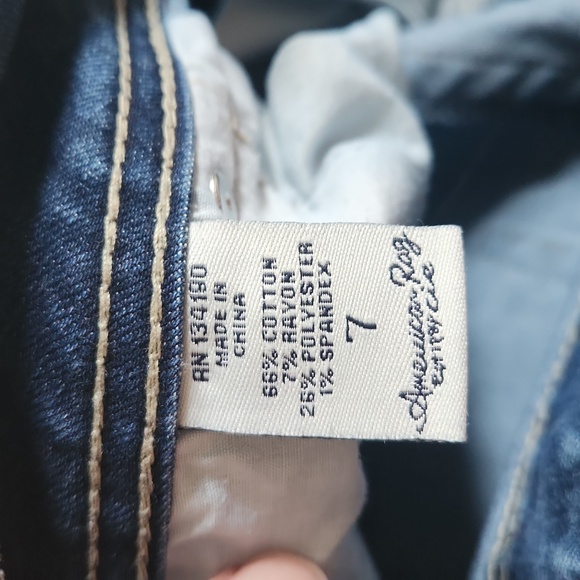 American Rag
7
66% COTTON
7% RAYON
26% POLYESTER
1% SPANDEX
MADE IN
CHINA
RN 134190